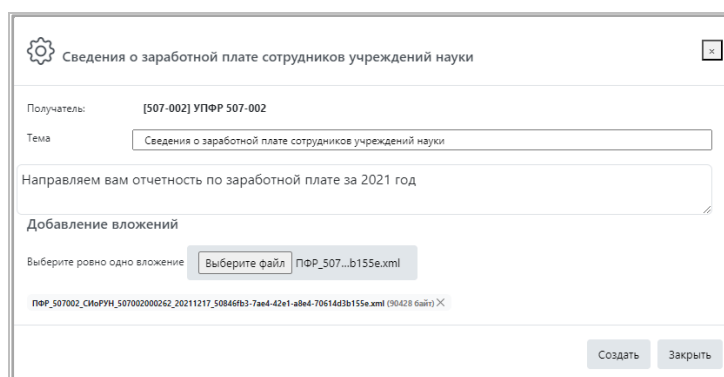 Сведения о заработной плате сотрудников учреждений науки
×
Получатель: [507-002] УПФР 507-002
Тема Сведения о заработной плате сотрудников учреждений науки
Направляем вам отчетность по заработной плате за 2021 год
Добавление вложений
Выберите ровно одно вложение Выберите файл ПФР_507...b155e.xml
ПФР_507002_СИоРУН_507002000262_20211217_50846fb3-7ae4-42e1-a8e4-70614d3b155e.xml (90428 байт) ×
Создать Закрыть